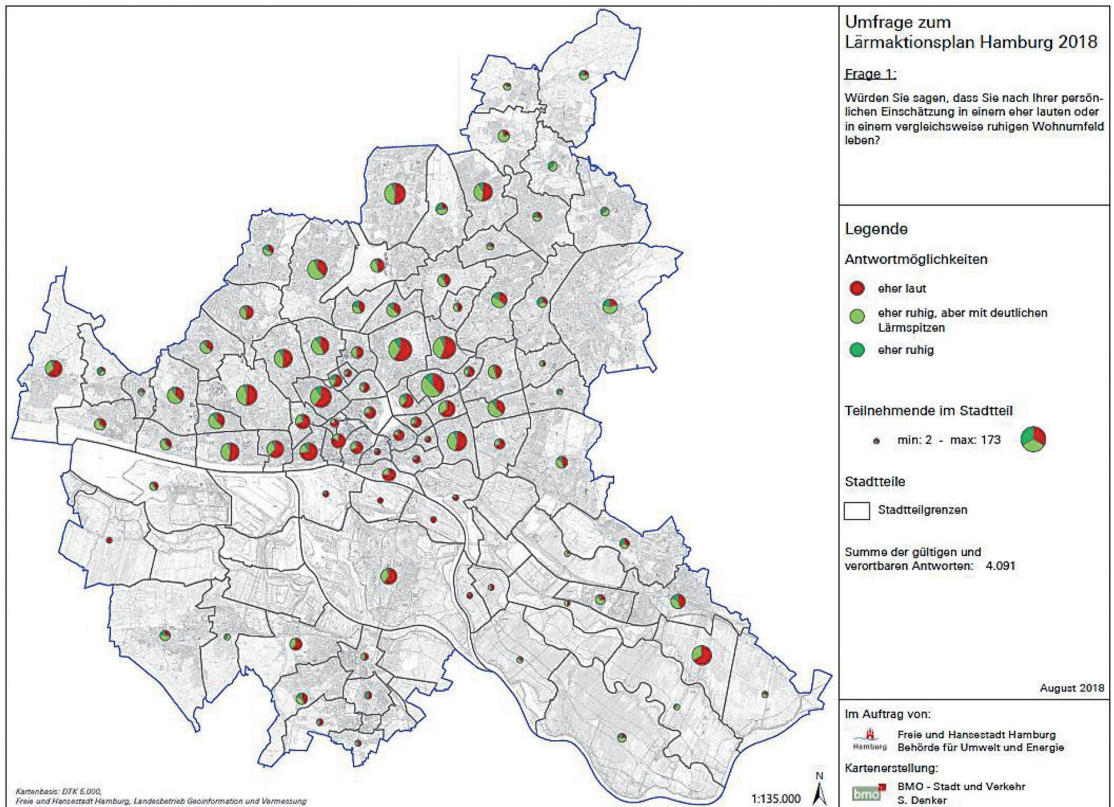 Umfrage zum
Lärmaktionsplan Hamburg 2018
Frage 1:
Würden Sie sagen, dass Sie nach Ihrer persön-
lichen Einschätzung in einem eher lauten oder
in einem vergleichsweise ruhigen Wohnumfeld
leben?
Legende
Antwortmöglichkeiten
eher laut
eher ruhig, aber mit deutlichen
Lärmspitzen
eher ruhig
Teilnehmende im Stadtteil
min: 2 - max: 173
Stadtteile
Stadtteilgrenzen
Summe der gültigen und
verortbaren Antworten: 4.091
August 2018
Im Auftrag von:
Hamburg
Freie und Hansestadt Hamburg
Behörde für Umwelt und Energie
Kartenerstellung:
bmo
BMO - Stadt und Verkehr
S. Denker
Kartenbasis: DTK 5.000,
Freie und Hansestadt Hamburg, Landesbetrieb Geoinformation und Vermessung
1:135.000
N